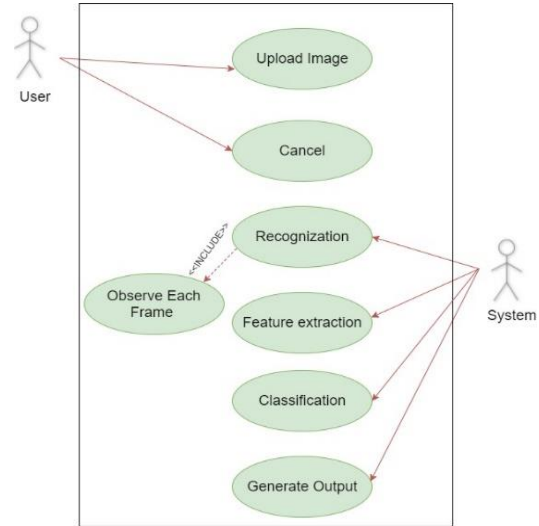 Upload Image
User
Cancel
<<INCLUDE>>
Recognization
Observe Each
Frame
System
Feature extraction
Classification
Generate Output